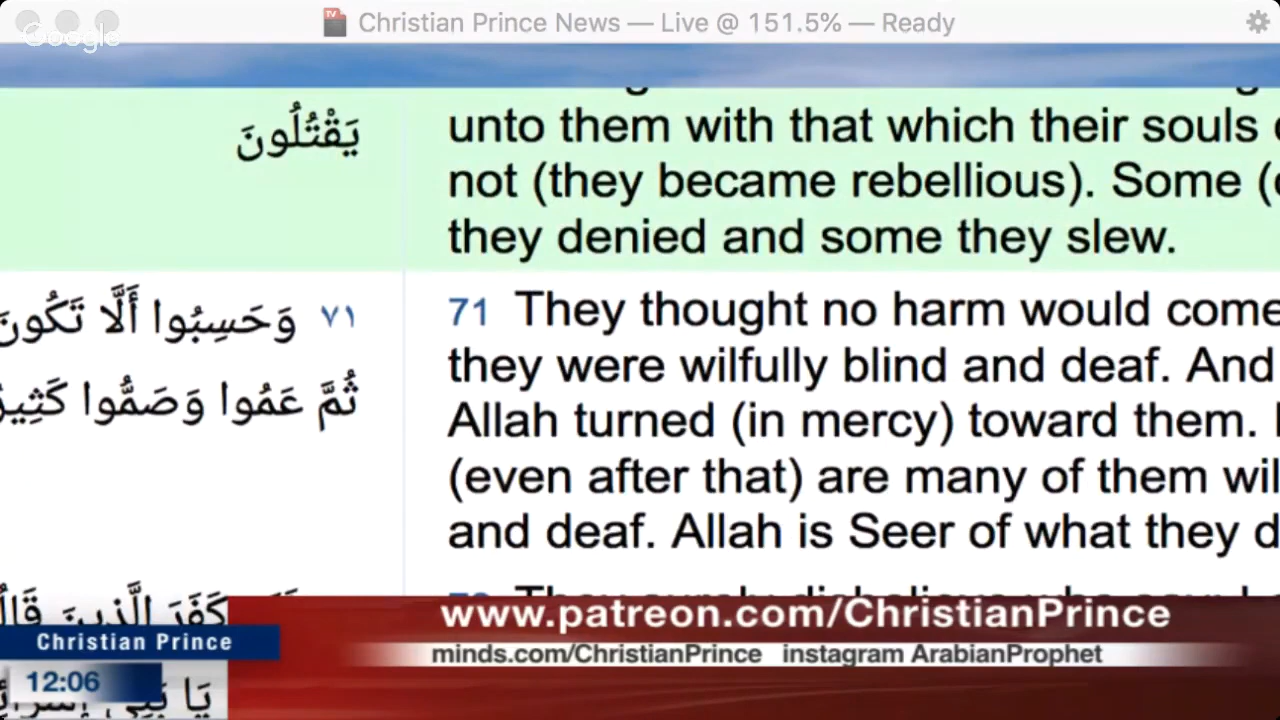 Christian Prince News — Live @ 151.5% — Ready
Google
يَقْتُلُونَ
unto them with that which their souls
not (they became rebellious). Some
they denied and some they slew.
٧١ وَحَسِبُوا أَلَّا تَكُونَ
ثُمَّ عَمُوا وَصَمُّوا
71 They thought no harm would come
they were wilfully blind and deaf. And
Allah turned (in mercy) toward them.
(even after that) are many of them
and deaf. Allah is Seer of what they
كَفَرَ الَّذِينَ
www.patreon.com/ChristianPrince
Christian Prince
minds.com/ChristianPrince instagram ArabianProphet
12:06
يَا